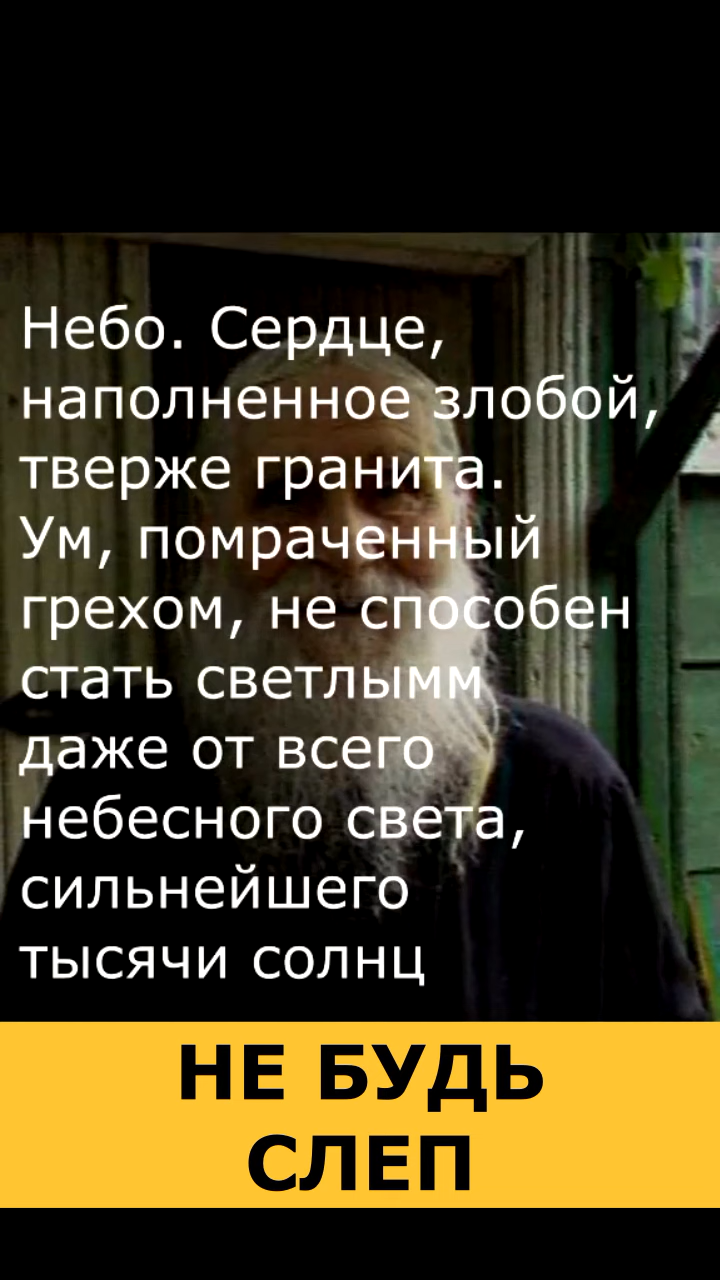 Небо. Сердце,
наполненное злобой,
тверже гранита.
Ум, помраченный
грехом, не способен
стать светлымм
даже от всего
небесного света,
сильнейшего
тысячи солнц
НЕ БУДЬ
СЛЕП